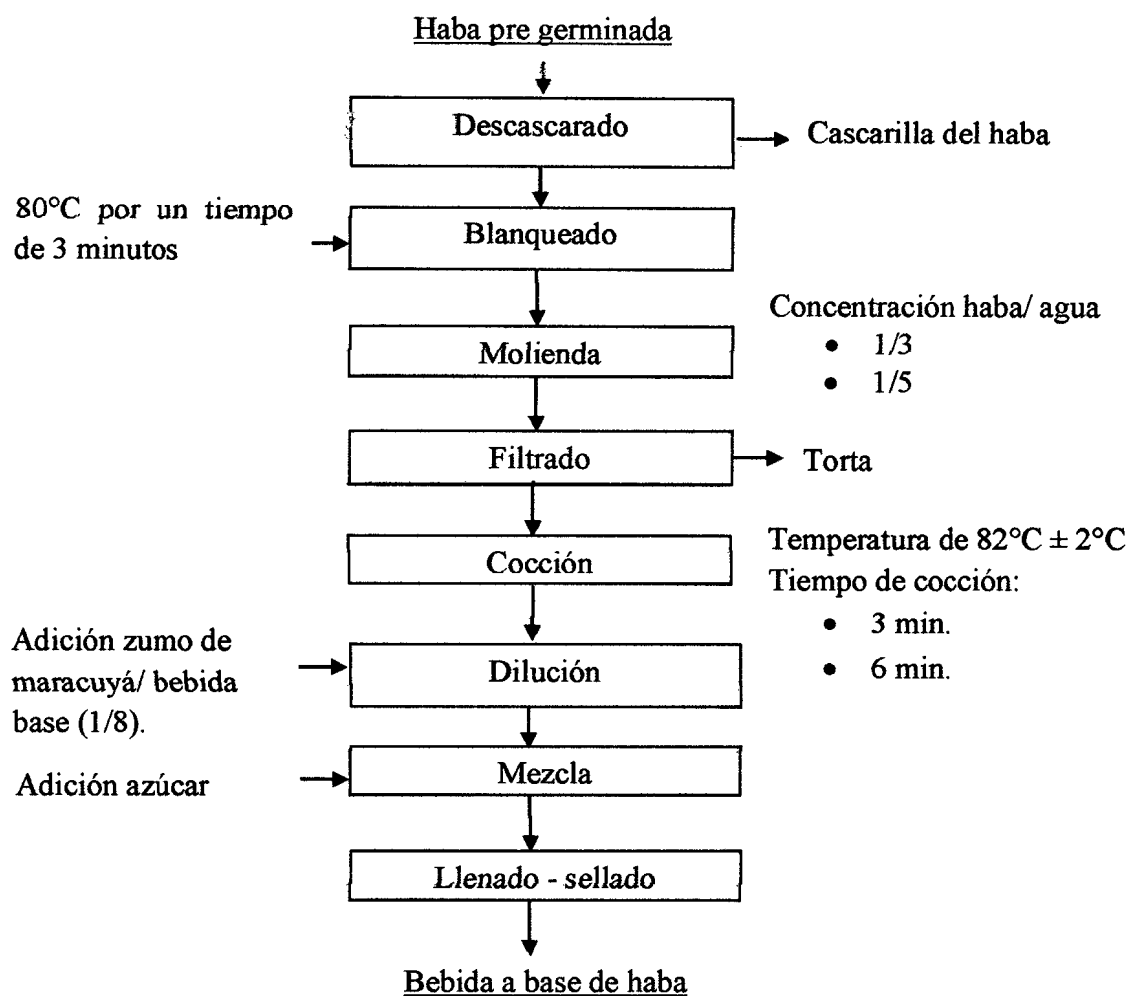 Haba pre germinada
Descascarado
Cascarilla del haba
80°C por un tiempo
de 3 minutos
Blanqueado
Concentración haba/ agua
• 1/3
• 1/5
Molienda
Filtrado
Torta
Cocción
Temperatura de 82°C ± 2°C
Tiempo de cocción:
• 3 min.
• 6 min.
Adición zumo de
maracuyá/ bebida
base (1/8).
Dilución
Adición azúcar
Mezcla
Llenado - sellado
Bebida a base de haba